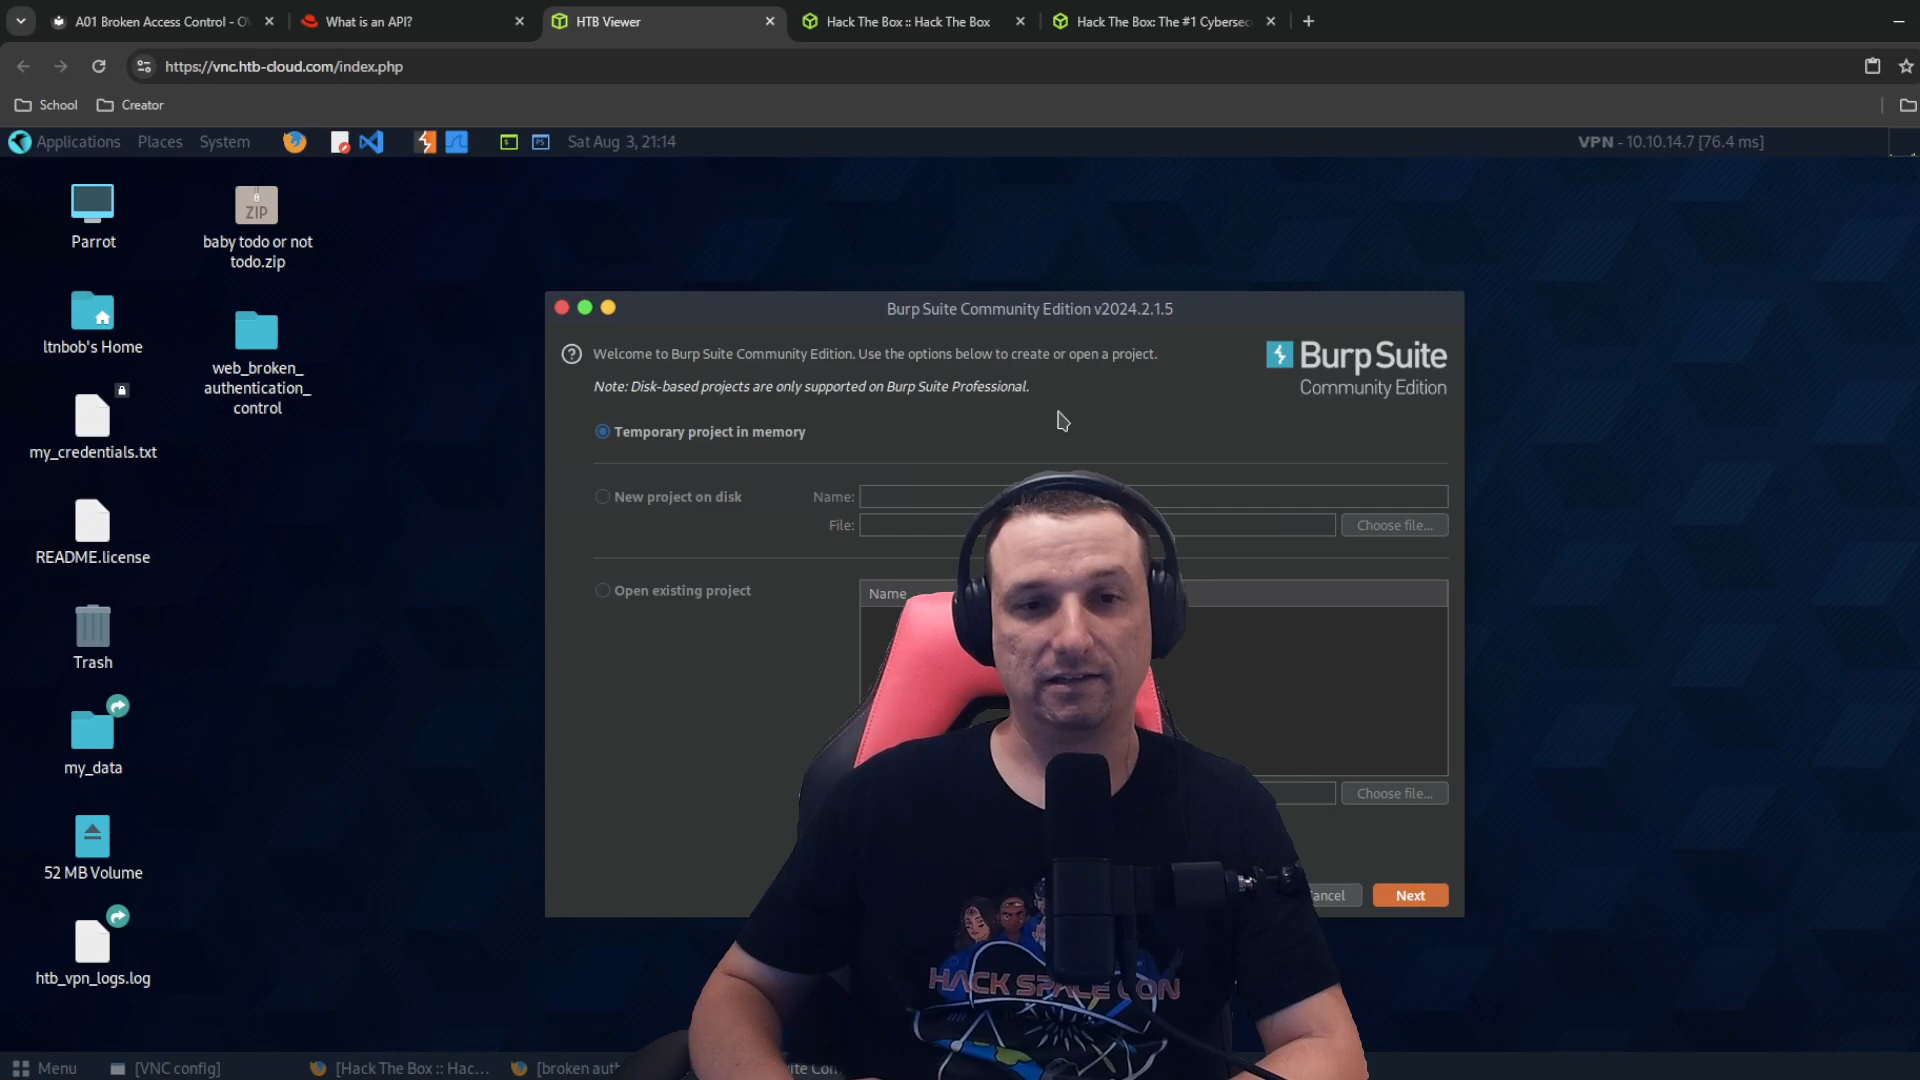 A01 Broken Access Control - O
What is an API?
HTB Viewer
Hack The Box :: Hack The Box
Hack The Box: The #1 Cybersec
https://vnc.htb-cloud.com/index.php
School
Creator
Applications
Places
System
Sat Aug 3, 21:14
VPN - 10.10.14.7 [76.4 ms]
Parrot
ZIP
baby todo or not
todo.zip
ltnbob's Home
web_broken_
authentication_
control
my_credentials.txt
README.license
Trash
my_data
52 MB Volume
htb_vpn_logs.log
Burp Suite Community Edition v2024.2.1.5
Welcome to Burp Suite Community Edition. Use the options below to create or open a project.
Note: Disk-based projects are only supported on Burp Suite Professional.
Burp Suite
Community Edition
Temporary project in memory
New project on disk
Name:
File:
Choose file...
Open existing project
Name
Choose file...
ancel
Next
HACK SPACE CON
Menu
[VNC config]
[Hack The Box :: Hac...
[broken aut
ite Con